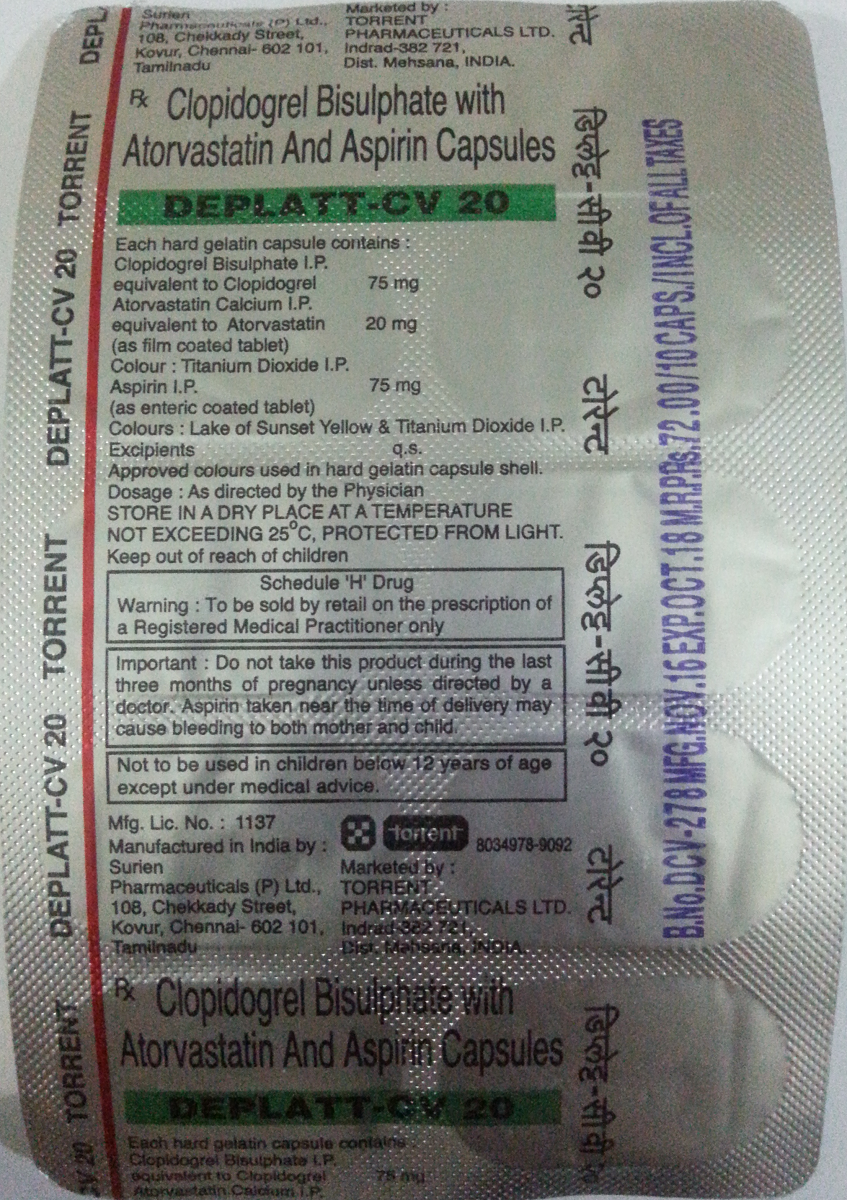 Surien
Pharmaceuticals (P) Ltd.,
108, Chekkady Street,
Kovur, Chennai- 602 101,
Tamilnadu
Marketed by :
TORRENT
PHARMACEUTICALS LTD.
Indrad-382 721,
Dist. Mehsana, INDIA.
Rx Clopidogrel Bisulphate with
Atorvastatin And Aspirin Capsules
DEPLATT-CV 20
Each hard gelatin capsule contains :
Clopidogrel Bisulphate I.P.
equivalent to Clopidogrel 75 mg
Atorvastatin Calcium I.P.
equivalent to Atorvastatin 20 mg
(as film coated tablet)
Colour : Titanium Dioxide I.P.
Aspirin I.P. 75 mg
(as enteric coated tablet)
Colours : Lake of Sunset Yellow & Titanium Dioxide I.P.
Excipients q.s.
Approved colours used in hard gelatin capsule shell.
Dosage : As directed by the Physician
STORE IN A DRY PLACE AT A TEMPERATURE
NOT EXCEEDING 25°C, PROTECTED FROM LIGHT.
Keep out of reach of children
Schedule 'H' Drug
Warning : To be sold by retail on the prescription of
a Registered Medical Practitioner only
Important : Do not take this product during the last
three months of pregnancy unless directed by a
doctor. Aspirin taken near the time of delivery may
cause bleeding to both mother and child.
Not to be used in children below 12 years of age
except under medical advice.
Mfg. Lic. No. : 1137
torrent 8034978-9092
Manufactured in India by :
Surien
Pharmaceuticals (P) Ltd.,
108, Chekkady Street,
Kovur, Chennai- 602 101,
Tamilnadu
Marketed by :
TORRENT
PHARMACEUTICALS LTD.
Indrad-382 721,
Dist. Mehsana, INDIA.
Rx Clopidogrel Bisulphate with
Atorvastatin And Aspirin Capsules
DEPLATT-CV 20
Each hard gelatin capsule contains :
Clopidogrel Bisulphate I.P.
equivalent to Clopidogrel 75 mg
Atorvastatin Calcium I.P.
CV 20 TORRENT DEPLATT-CV 20 TORRENT DEPLATT-CV 20 TORRENT DEPL
टोरेन्ट डिप्लेट्ट-सीवी २० टोरेन्ट डिप्लेट्ट-सीवी २० टोरेन्ट डिप्लेट्ट-सीवी २०
B.No.DCV-278 MFG.NOV.16 EXP.OCT.18 M.R.P.Rs.72.00/10 CAPS./INCL.OF ALL TAXES